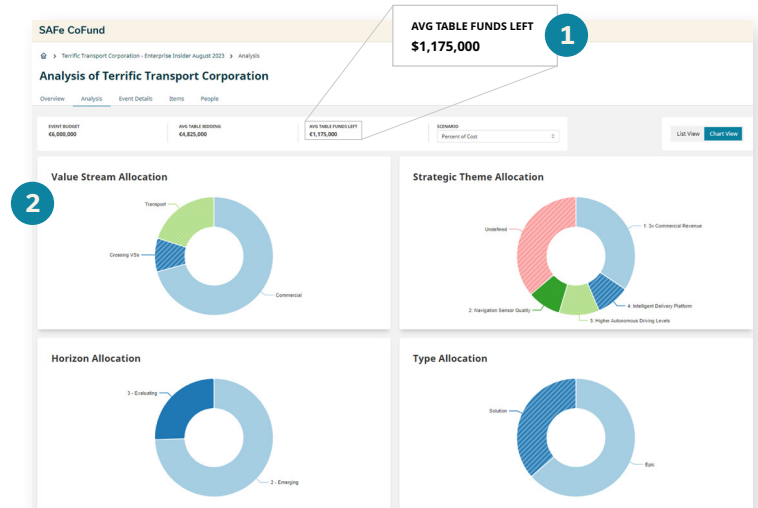 SAFe CoFund
AVG TABLE FUNDS LEFT
$1,175,000
1
> Terrific Transport Corporation - Enterprise Insider August 2023 > Analysis
Analysis of Terrific Transport Corporation
Overview Analysis Event Details Items People
EVENT BUDGET
€6,000,000
AVG TABLE BIDDING
€4,825,000
AVG TABLE FUNDS LEFT
€1,175,000
SCENARIO
Percent of Cost
List View Chart View
2
Value Stream Allocation
Transport
Crossing VSs
Commercial
Strategic Theme Allocation
Undefined
1: 3x Commercial Revenue
4: Intelligent Delivery Platform
2: Navigation Sensor Quality
3: Higher Autonomous Driving Levels
Horizon Allocation
3 - Evaluating
2 - Emerging
Type Allocation
Solution
Epic